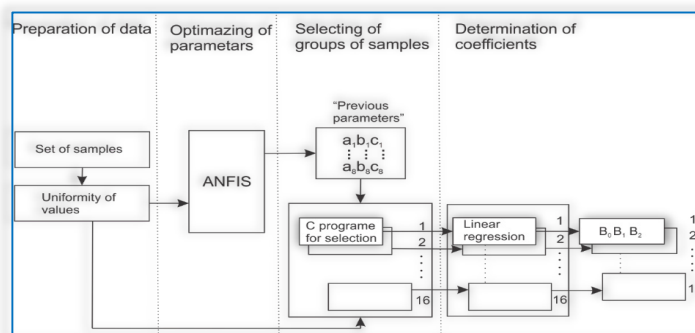 Preparation of data
Optimazing of
parametars
Selecting of
groups of samples
Determination of
coefficients
"Previous
parameters"
a₁b₁c₁
⋮ ⋮ ⋮
a₈b₈c₈
Set of samples
Uniformity of
values
ANFIS
C programe
for selection
1
2
16
Linear
regression
1
2
16
B₀ B₁ B₂
1
2